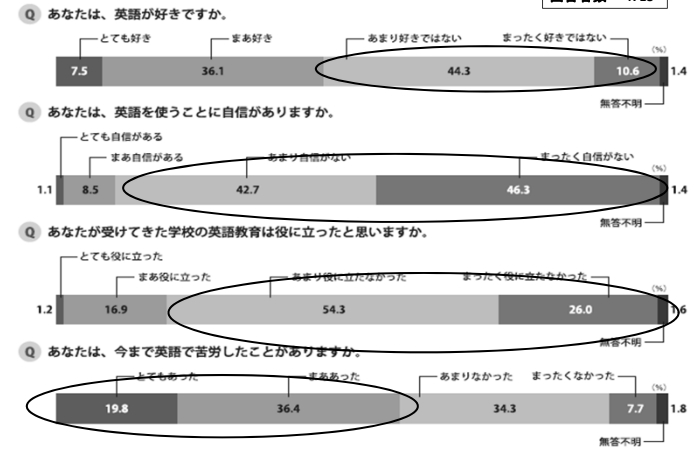 Q あなたは、英語が好きですか。
とても好き まあ好き あまり好きではない まったく好きではない
(%)
7.5 36.1 44.3 10.6 1.4
無答不明
Q あなたは、英語を使うことに自信がありますか。
とても自信がある
まあ自信がある あまり自信がない まったく自信がない
(%)
1.1 8.5 42.7 46.3 1.4
無答不明
Q あなたが受けてきた学校の英語教育は役に立ったと思いますか。
とても役に立った
まあ役に立った あまり役に立たなかった まったく役に立たなかった
(%)
1.2 16.9 54.3 26.0 1.6
無答不明
Q あなたは、今まで英語で苦労したことがありますか。
とてもあった まああった あまりなかった まったくなかった
(%)
19.8 36.4 34.3 7.7 1.8
無答不明